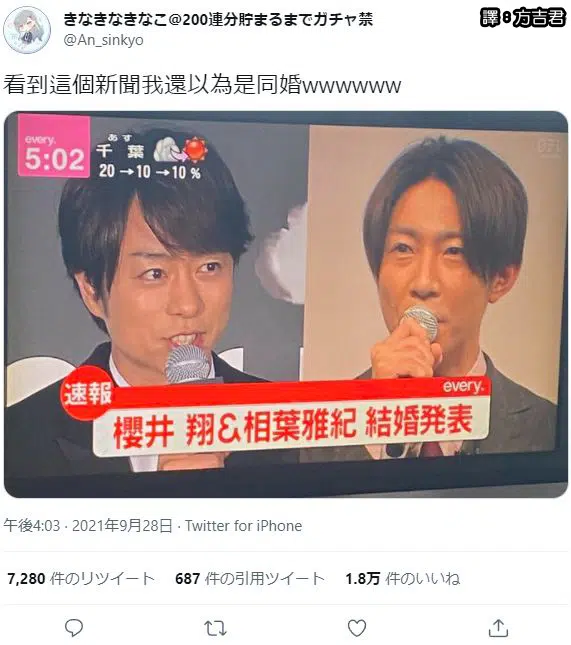 きなきなきなこ@200連分貯まるまでガチャ禁
@An_sinkyo
譯8方吉君
看到這個新聞我還以為是同婚wwwwww
every.
5:02
あす
千葉
20→10→10%
速報
every.
櫻井 翔&相葉雅紀 結婚発表
午後4:03 · 2021年9月28日 · Twitter for iPhone
7,280 件のリツイート 687 件の引用ツイート 1.8万 件のいいね